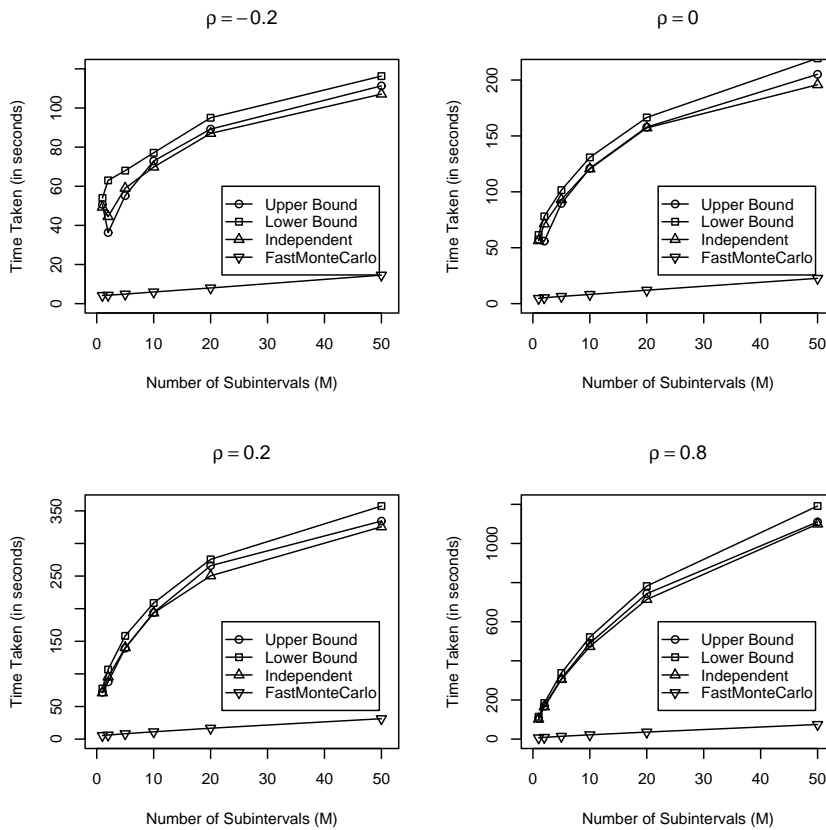 ρ = −0.2
Time Taken (in seconds)
0 20 40 60 80 100
Upper Bound
Lower Bound
Independent
FastMonteCarlo
0 10 20 30 40 50
Number of Subintervals (M)
ρ = 0
Time Taken (in seconds)
0 50 100 150 200
Upper Bound
Lower Bound
Independent
FastMonteCarlo
0 10 20 30 40 50
Number of Subintervals (M)
ρ = 0.2
Time Taken (in seconds)
0 50 150 250 350
Upper Bound
Lower Bound
Independent
FastMonteCarlo
0 10 20 30 40 50
Number of Subintervals (M)
ρ = 0.8
Time Taken (in seconds)
0 200 600 1000
Upper Bound
Lower Bound
Independent
FastMonteCarlo
0 10 20 30 40 50
Number of Subintervals (M)